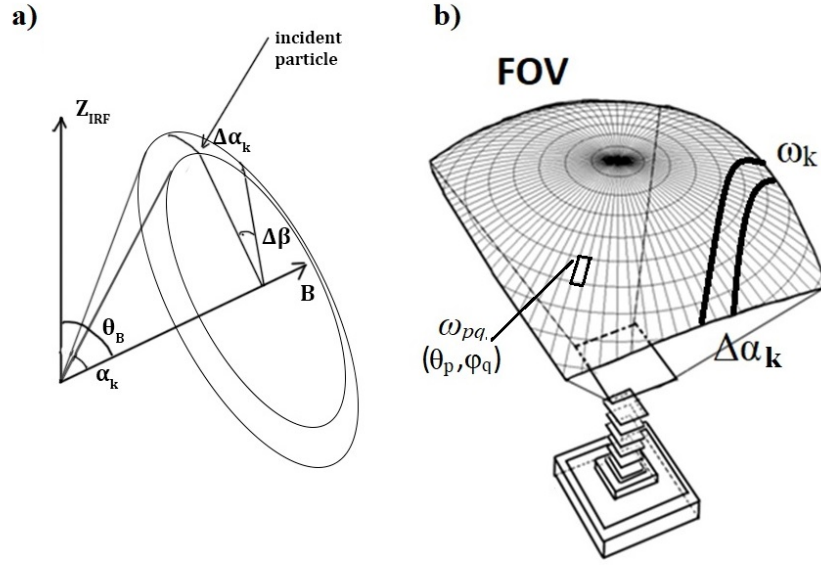 a)
incident
particle
Z_IRF
Δα_k
Δβ
B
θ_B
α_k
b)
FOV
ω_k
ω_pq.
(θ_p,φ_q)
Δα_k